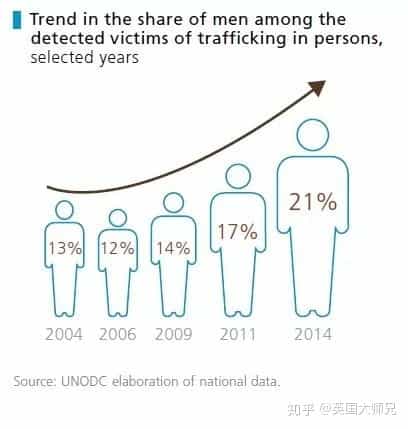 Trend in the share of men among the
detected victims of trafficking in persons,
selected years
13% 12% 14% 17% 21%
2004 2006 2009 2011 2014
Source: UNODC elaboration of national data.
知乎 @英国大师兄